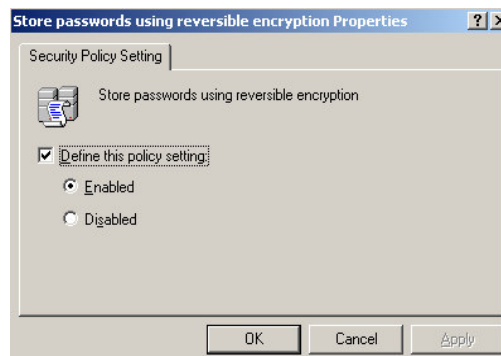 Store passwords using reversible encryption Properties
Security Policy Setting
Store passwords using reversible encryption
Define this policy setting:
Enabled
Disabled
OK Cancel Apply